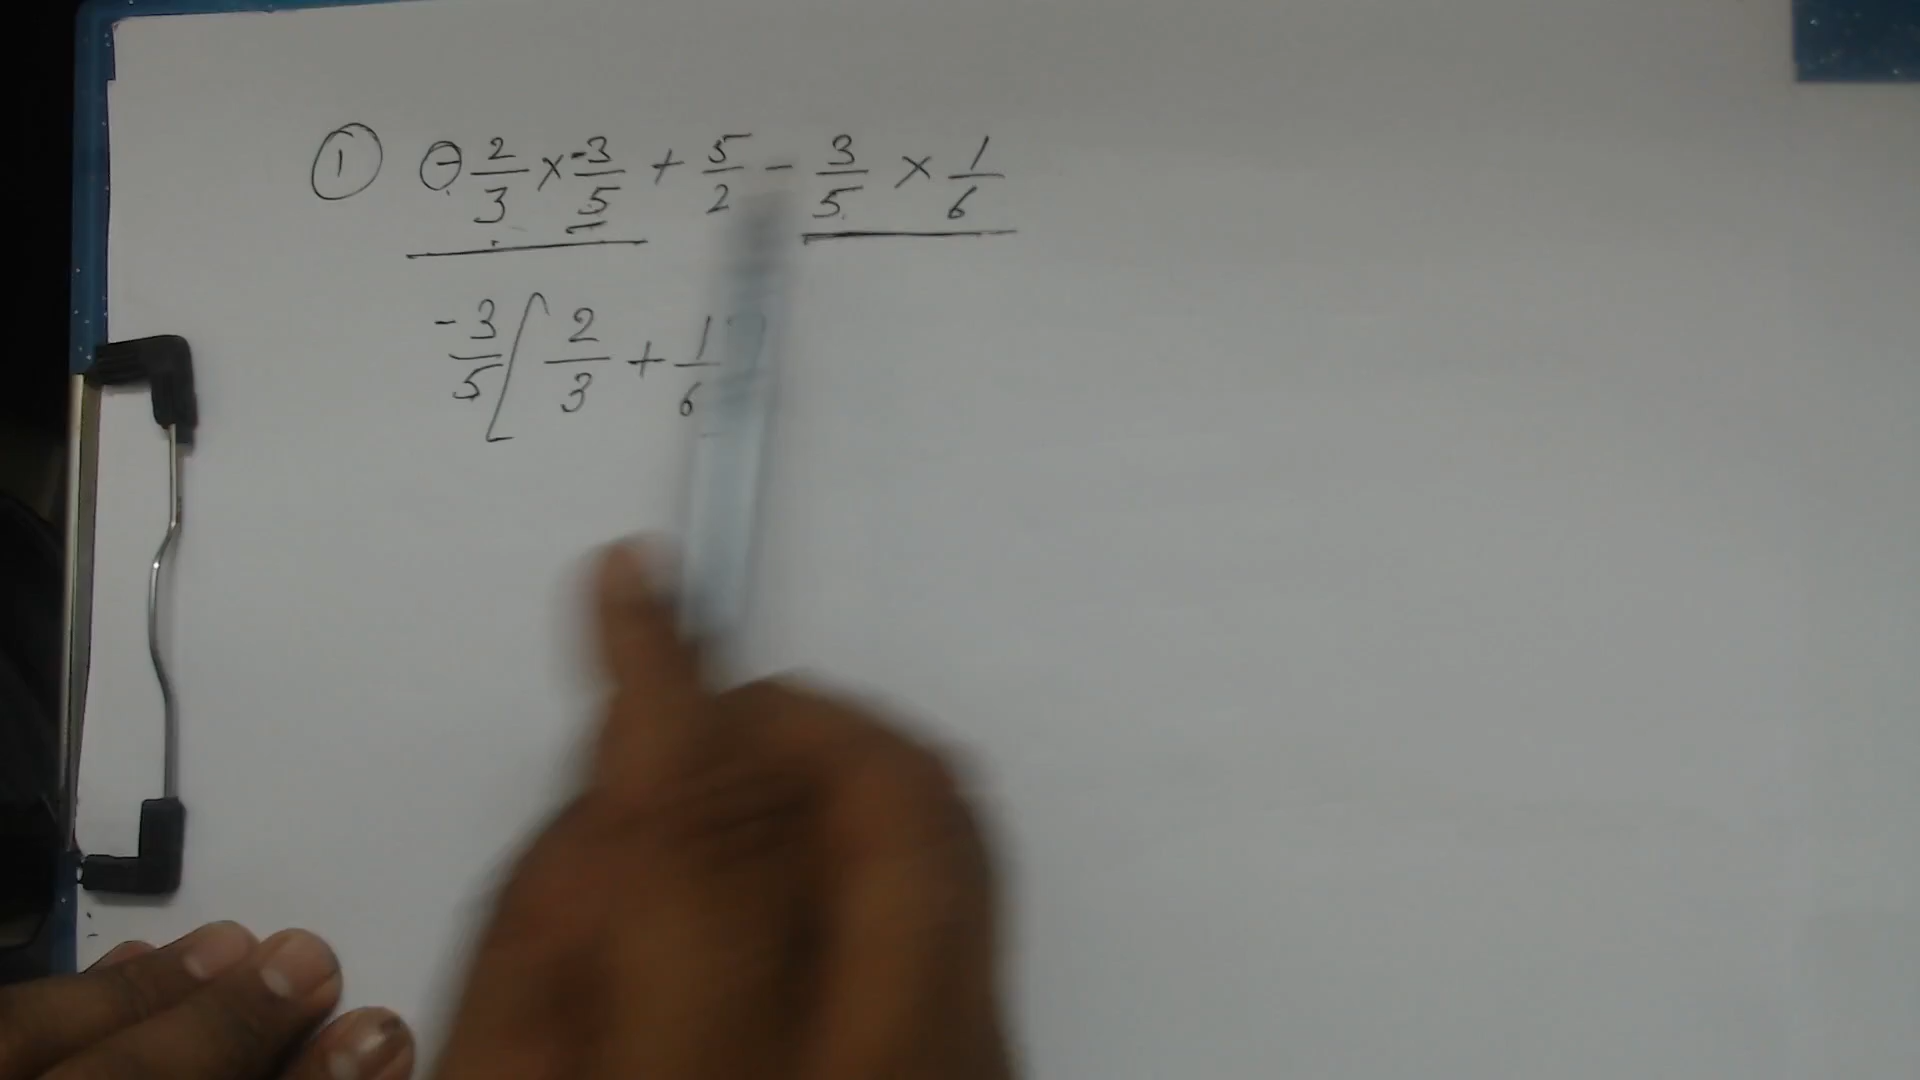 ① -2/3 × -3/5 + 5/2 - 3/5 × 1/6
-3/5 [ 2/3 + 1/6